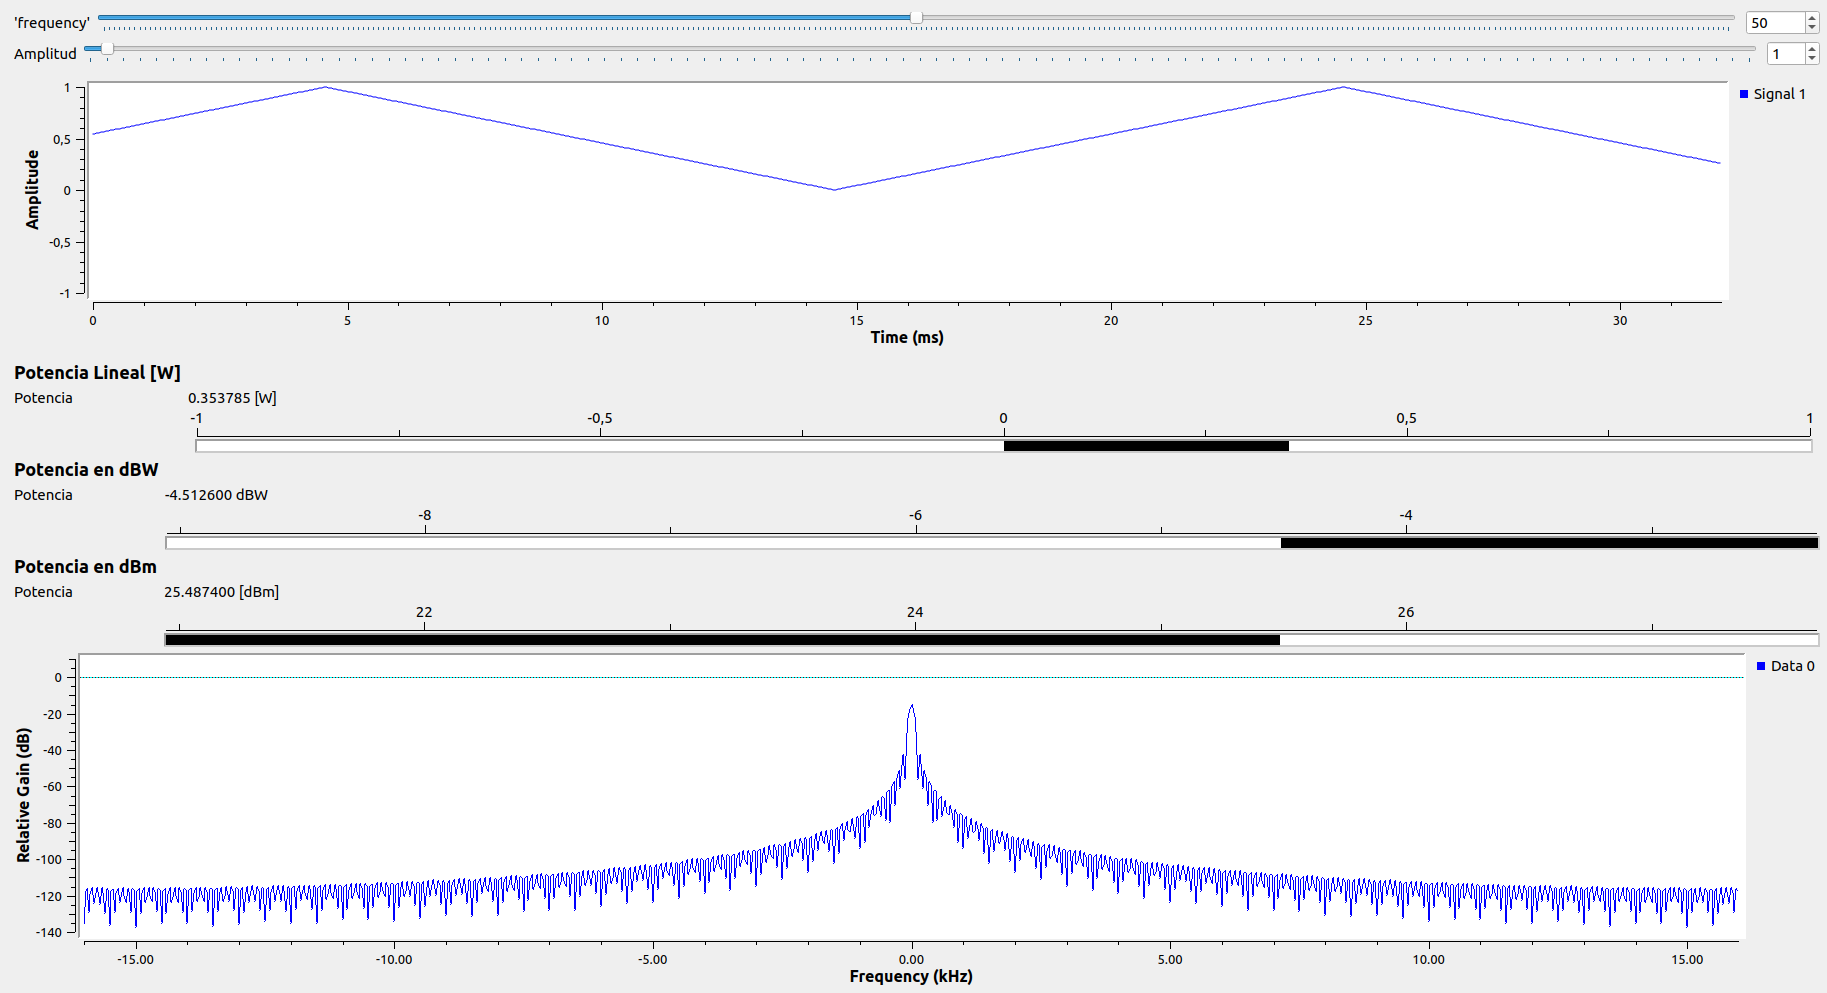 'frequency' 50
Amplitud 1
1
0,5
0
-0,5
-1
Amplitude
Signal 1
0 5 10 15 20 25 30
Time (ms)
Potencia Lineal [W]
Potencia 0.353785 [W]
-1 -0,5 0 0,5 1
Potencia en dBW
Potencia -4.512600 dBW
-8 -6 -4
Potencia en dBm
Potencia 25.487400 [dBm]
22 24 26
0
-20
-40
-60
-80
-100
-120
-140
Relative Gain (dB)
Data 0
-15.00 -10.00 -5.00 0.00 5.00 10.00 15.00
Frequency (kHz)